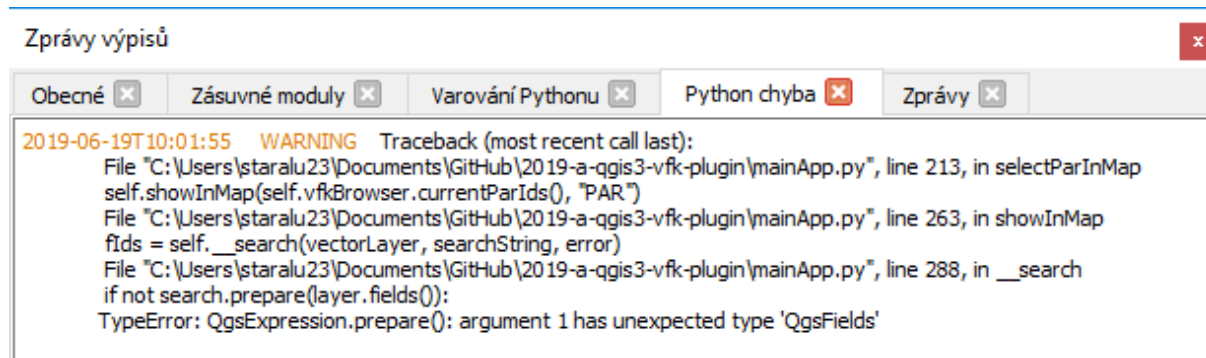 Zprávy výpisů
x
Obecné Zásuvné moduly Varování Pythonu Python chyba Zprávy
2019-06-19T10:01:55 WARNING Traceback (most recent call last):
File "C:\Users\staralu23\Documents\GitHub\2019-a-qgis3-vfk-plugin\mainApp.py", line 213, in selectParInMap
self.showInMap(self.vfkBrowser.currentParIds(), "PAR")
File "C:\Users\staralu23\Documents\GitHub\2019-a-qgis3-vfk-plugin\mainApp.py", line 263, in showInMap
fIds = self.__search(vectorLayer, searchString, error)
File "C:\Users\staralu23\Documents\GitHub\2019-a-qgis3-vfk-plugin\mainApp.py", line 288, in __search
if not search.prepare(layer.fields()):
TypeError: QgsExpression.prepare(): argument 1 has unexpected type 'QgsFields'